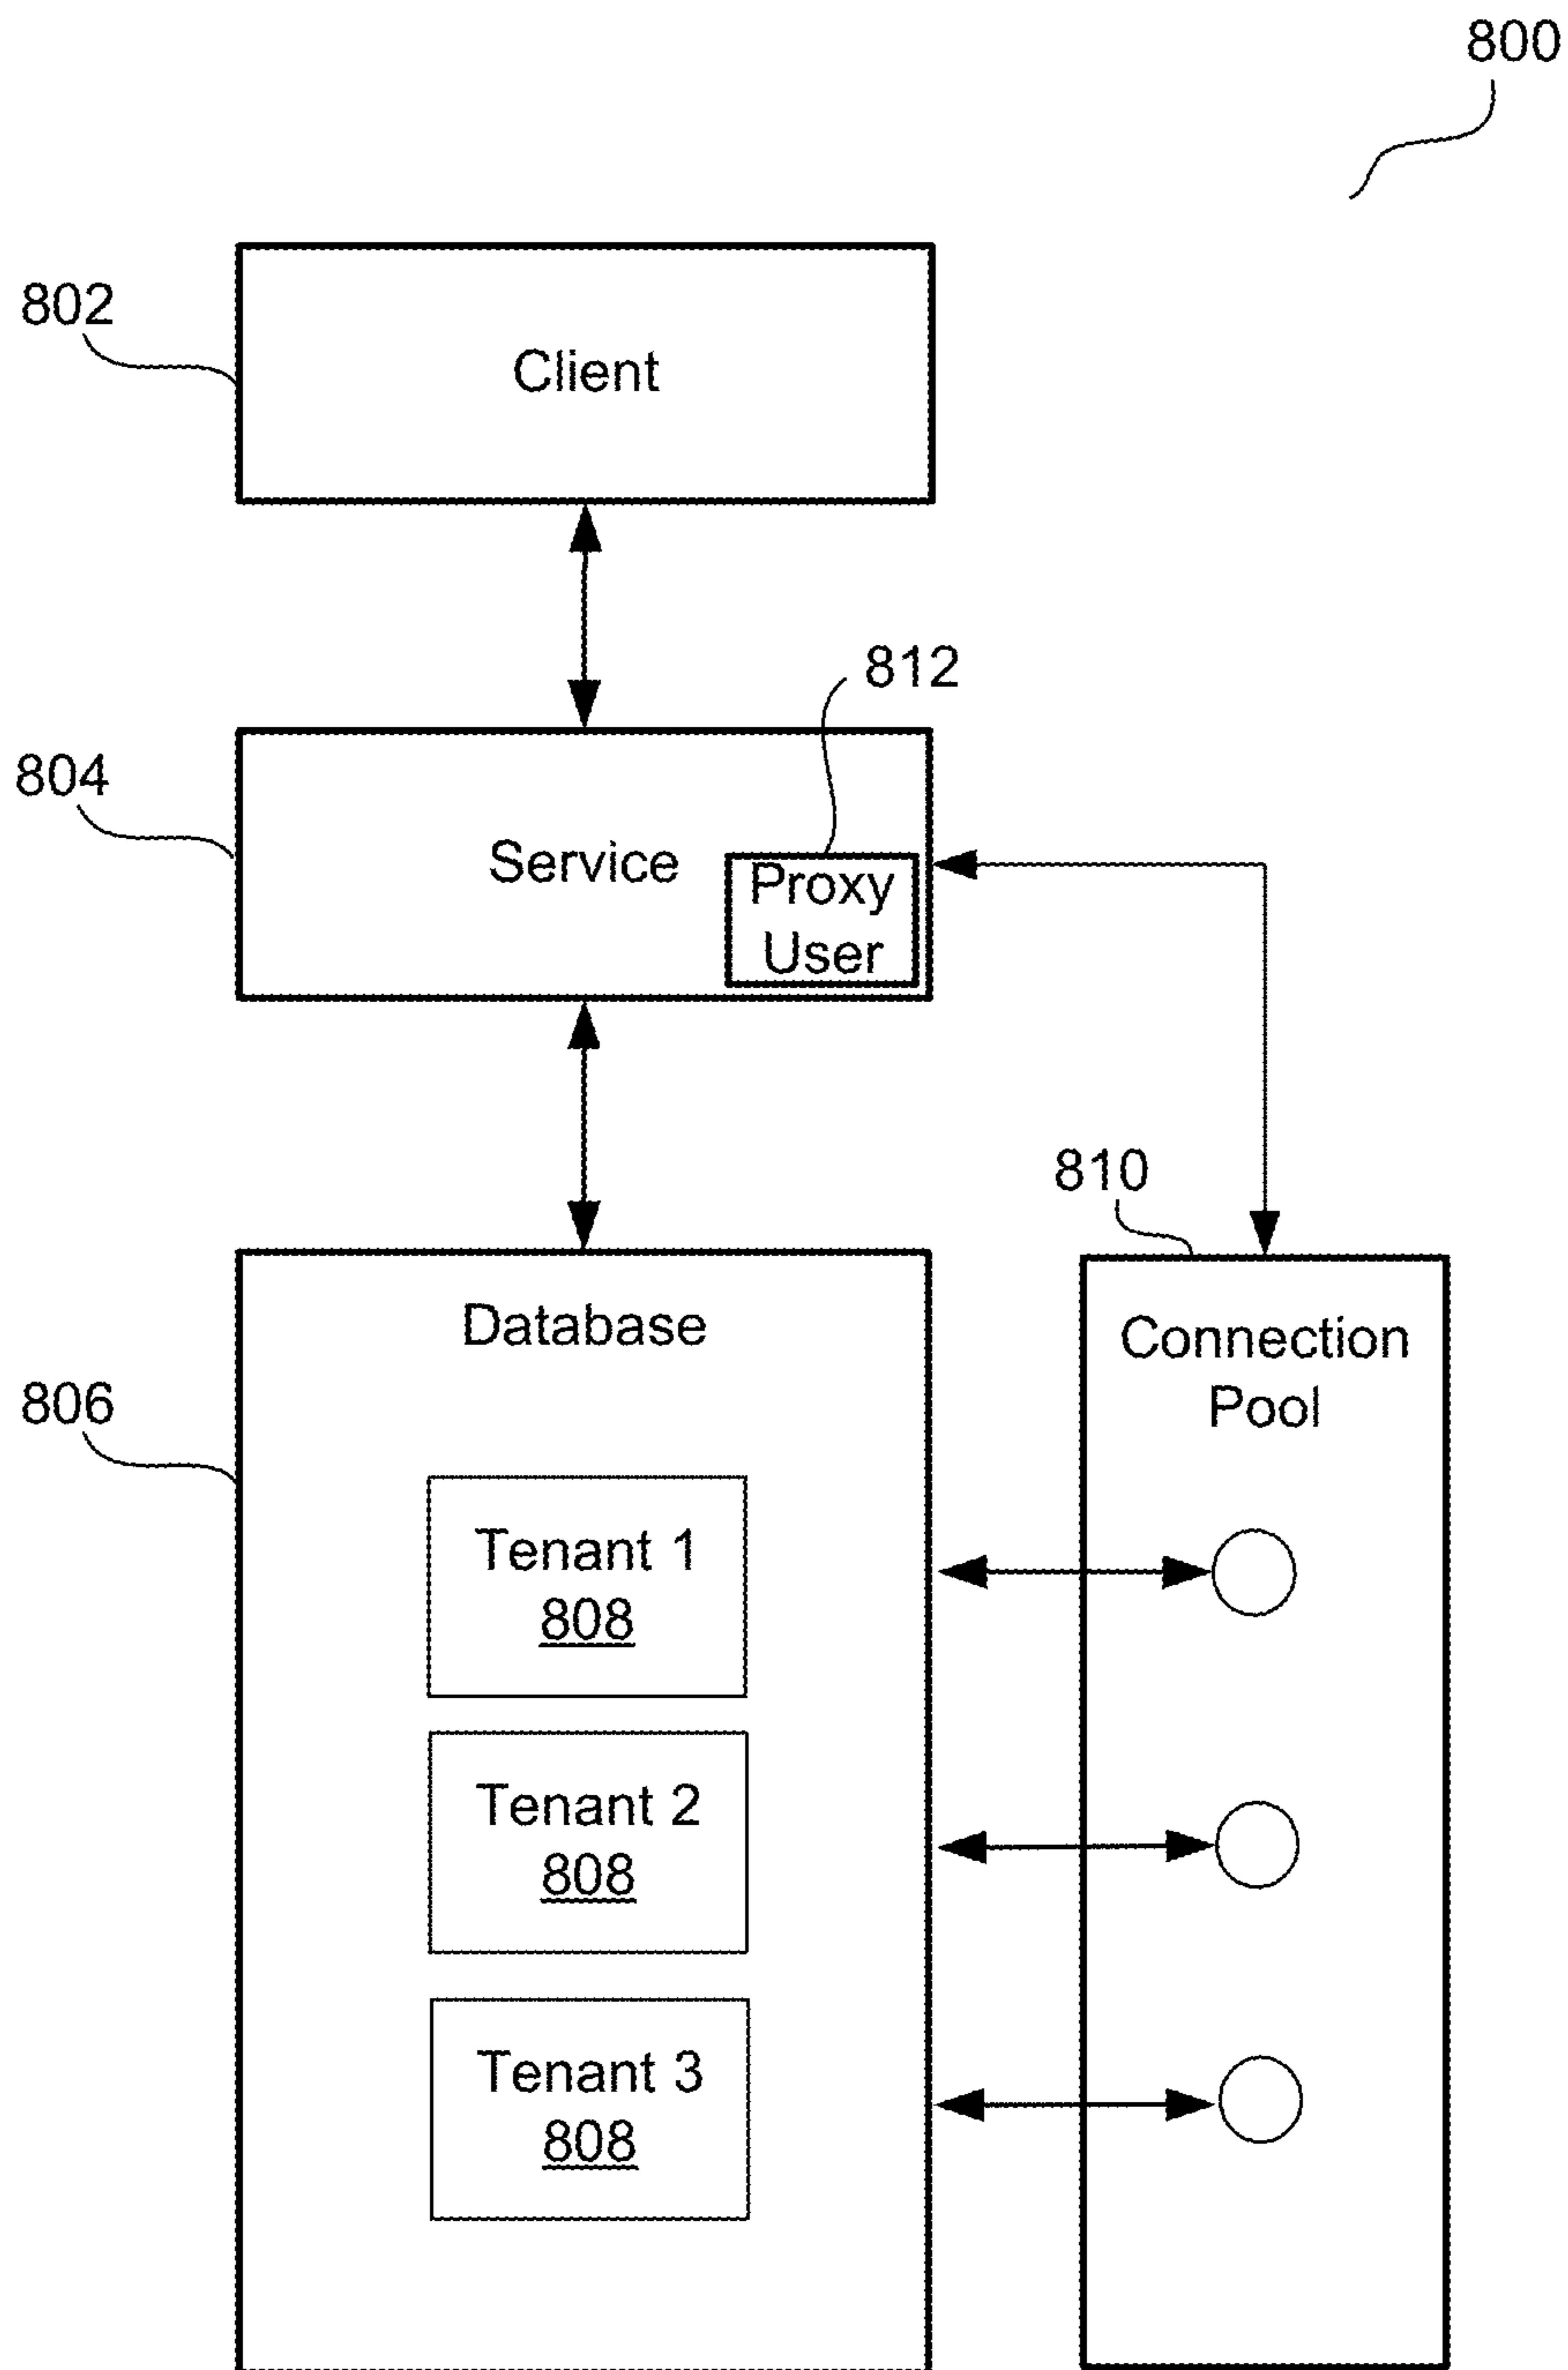 800
802
Client
812
804
Service
Proxy
User
810
Database
Connection
Pool
806
Tenant 1
808
Tenant 2
808
Tenant 3
808